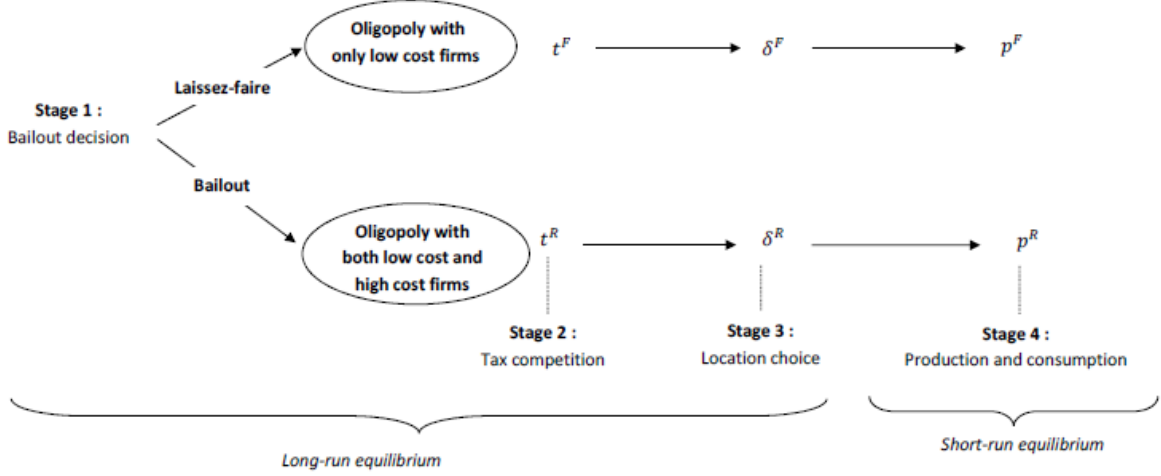 Oligopoly with
only low cost firms
t^F
δ^F
p^F
Laissez-faire
Stage 1 :
Bailout decision
Bailout
Oligopoly with
both low cost and
high cost firms
t^R
δ^R
p^R
Stage 2 :
Tax competition
Stage 3 :
Location choice
Stage 4 :
Production and consumption
Long-run equilibrium
Short-run equilibrium